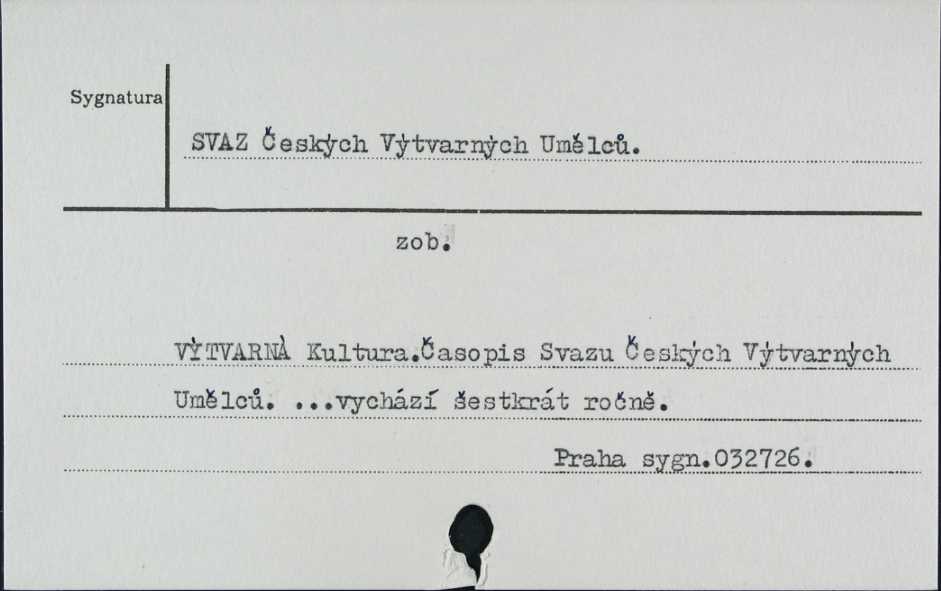 Sygnatura
SVAZ Českých Výtvarných Umělců.
zob.
VÝTVARNÁ Kultura.Časopis Svazu Českých Výtvarných
Umělců. ...vychází šestkrát ročně.
Praha sygn.032726.